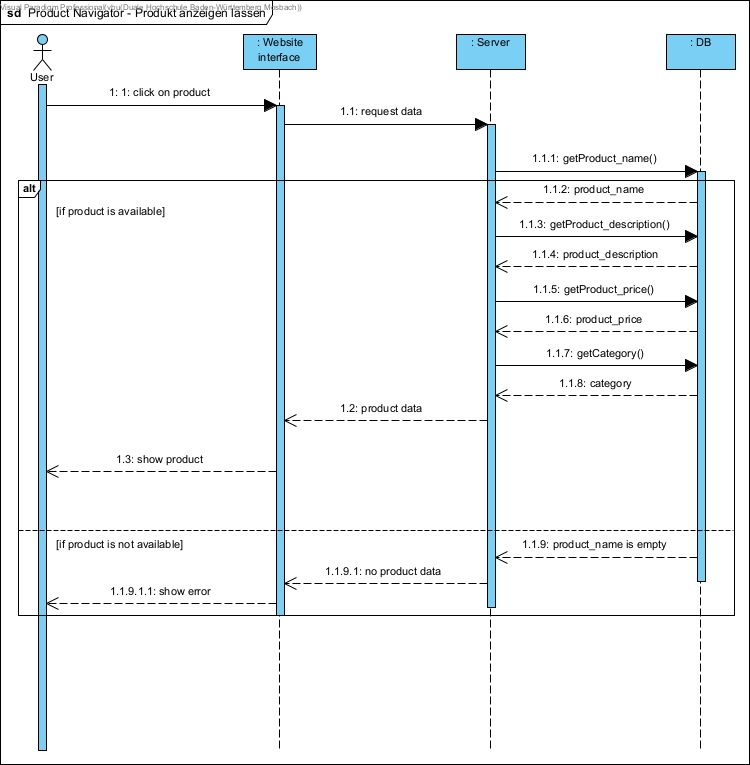 Visual Paradigm Professional(vbu(Duale Hochschule Baden-Württemberg Mosbach))
sd Product Navigator - Produkt anzeigen lassen
: Website
interface
: Server
: DB
User
1: 1: click on product
1.1: request data
1.1.1: getProduct_name()
alt
1.1.2: product_name
[if product is available]
1.1.3: getProduct_description()
1.1.4: product_description
1.1.5: getProduct_price()
1.1.6: product_price
1.1.7: getCategory()
1.1.8: category
1.2: product data
1.3: show product
[if product is not available]
1.1.9: product_name is empty
1.1.9.1: no product data
1.1.9.1.1: show error